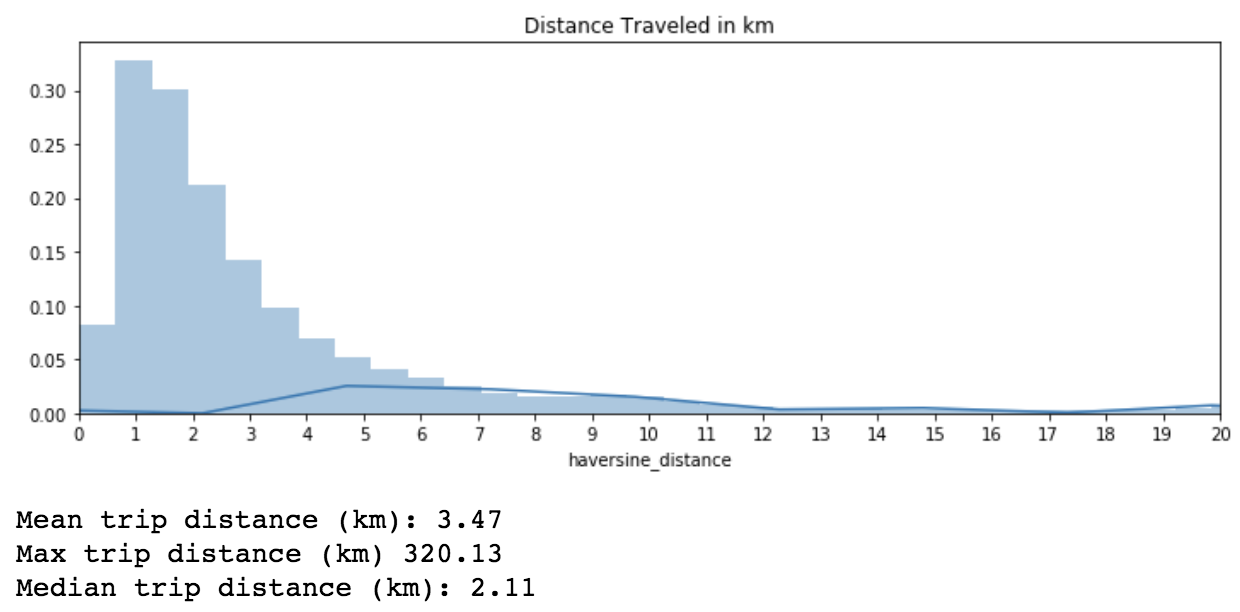 Distance Traveled in km
0.30
0.25
0.20
0.15
0.10
0.05
0.00
0 1 2 3 4 5 6 7 8 9 10 11 12 13 14 15 16 17 18 19 20
haversine_distance
Mean trip distance (km): 3.47
Max trip distance (km) 320.13
Median trip distance (km): 2.11